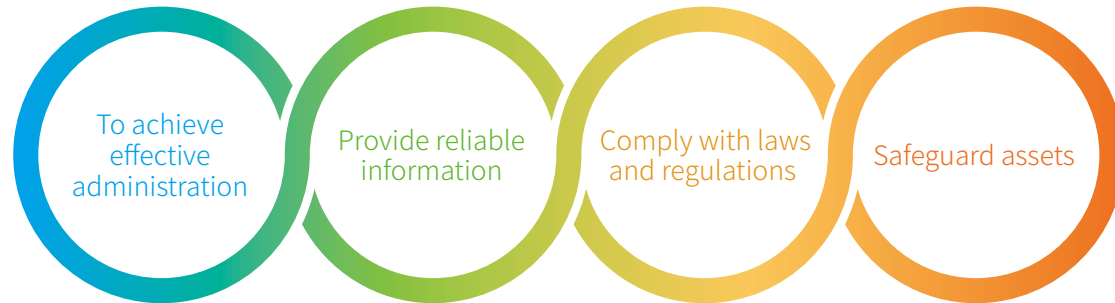 To achieve
effective
administration
Provide reliable
information
Comply with laws
and regulations
Safeguard assets